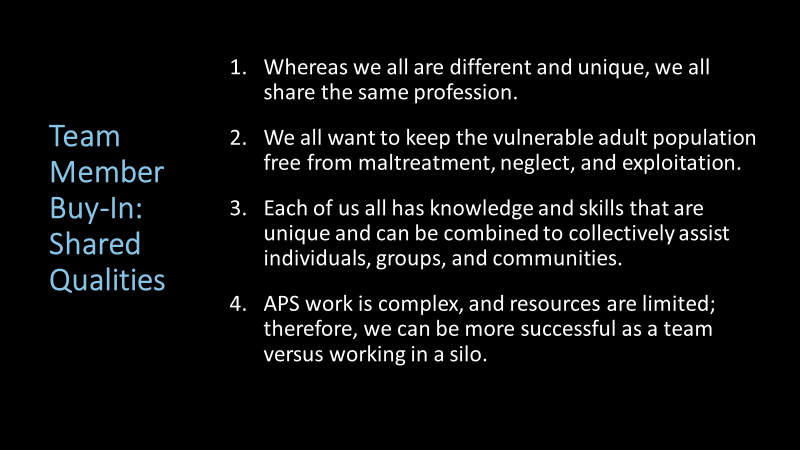 Team
Member
Buy-In:
Shared
Qualities
1. Whereas we all are different and unique, we all
share the same profession.
2. We all want to keep the vulnerable adult population
free from maltreatment, neglect, and exploitation.
3. Each of us all has knowledge and skills that are
unique and can be combined to collectively assist
individuals, groups, and communities.
4. APS work is complex, and resources are limited;
therefore, we can be more successful as a team
versus working in a silo.